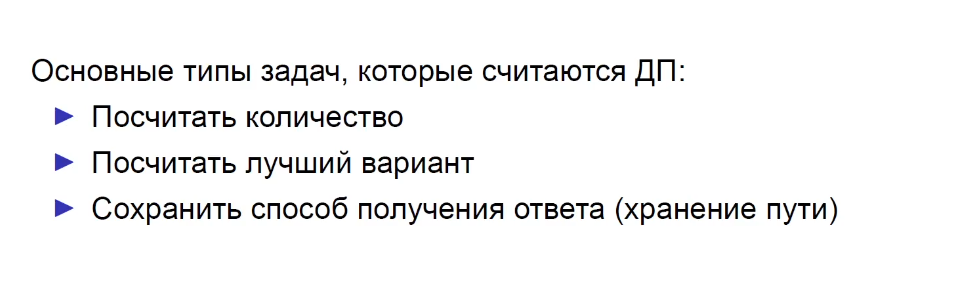 Основные типы задач, которые считаются ДП:
Посчитать количество
Посчитать лучший вариант
Сохранить способ получения ответа (хранение пути)